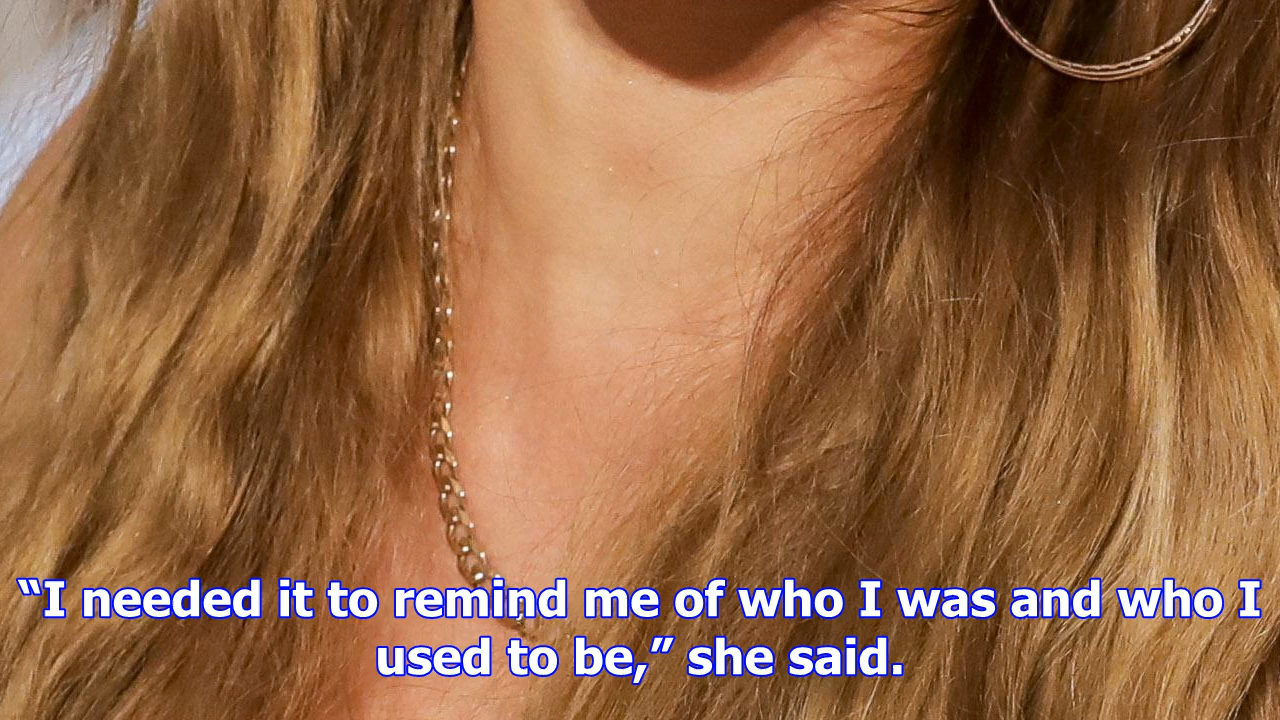 “I needed it to remind me of who I was and who I
used to be,” she said.